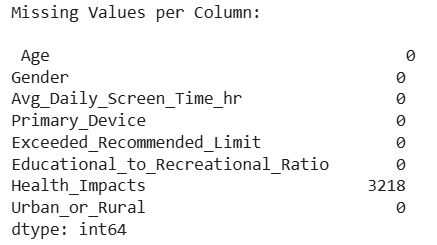 Missing Values per Column:
Age 0
Gender 0
Avg_Daily_Screen_Time_hr 0
Primary_Device 0
Exceeded_Recommended_Limit 0
Educational_to_Recreational_Ratio 0
Health_Impacts 3218
Urban_or_Rural 0
dtype: int64